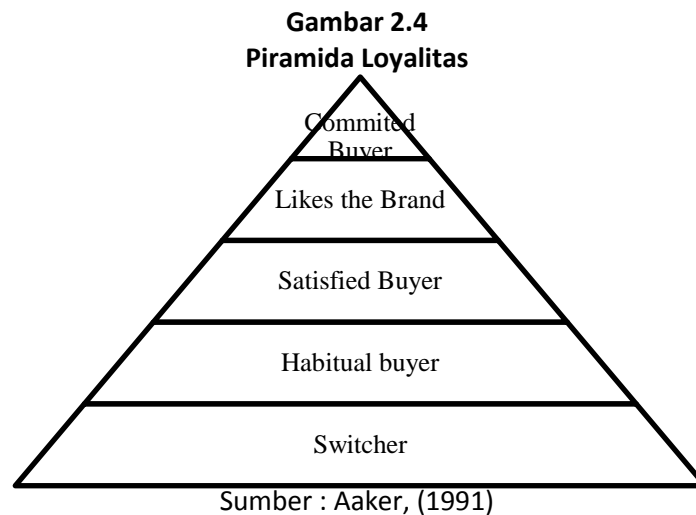 Gambar 2.4
Piramida Loyalitas
Commited
Buyer
Likes the Brand
Satisfied Buyer
Habitual buyer
Switcher
Sumber : Aaker, (1991)